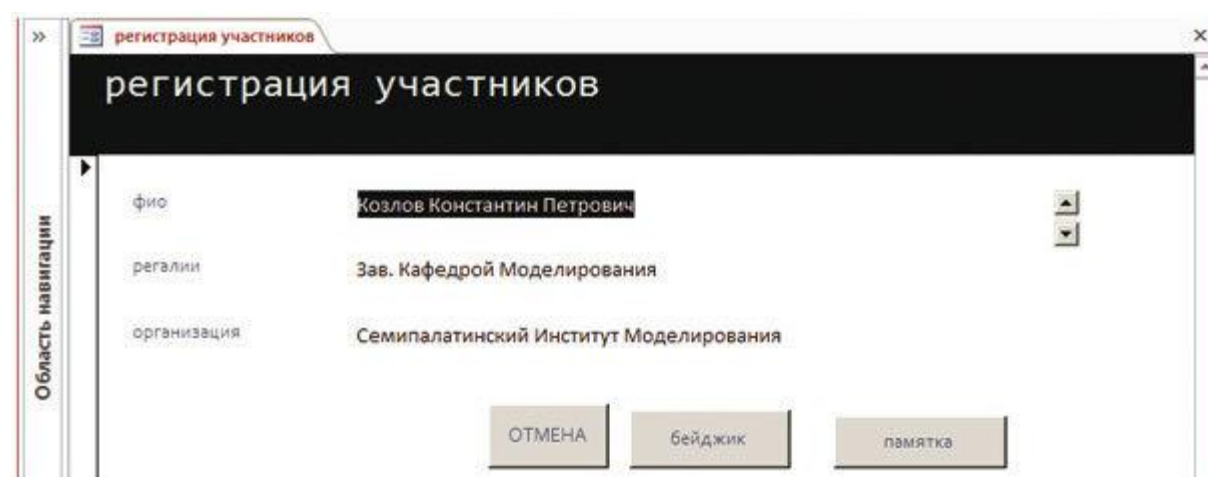 регистрация участников
регистрация участников
Область навигации
фио
Козлов Константин Петрович
регалии
Зав. Кафедрой Моделирования
организация
Семипалатинский Институт Моделирования
ОТМЕНА
бейджик
памятка